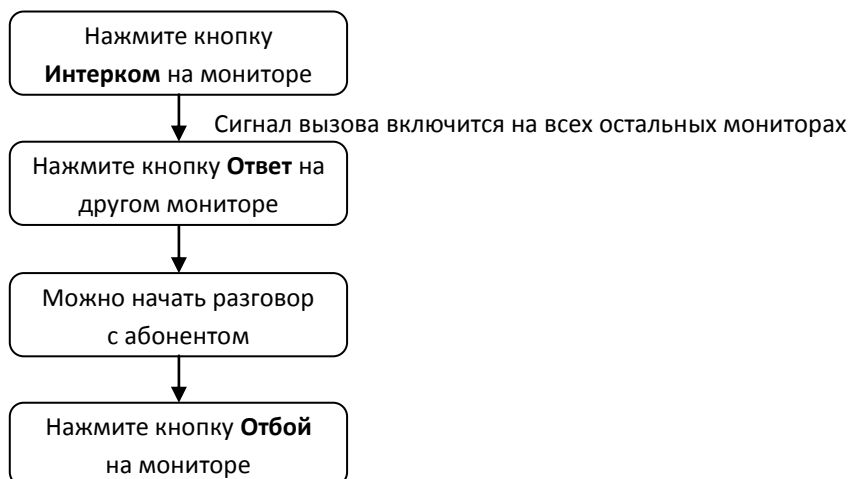 Нажмите кнопку
Интерком на мониторе
Сигнал вызова включится на всех остальных мониторах
Нажмите кнопку Ответ на
другом мониторе
Можно начать разговор
с абонентом
Нажмите кнопку Отбой
на мониторе